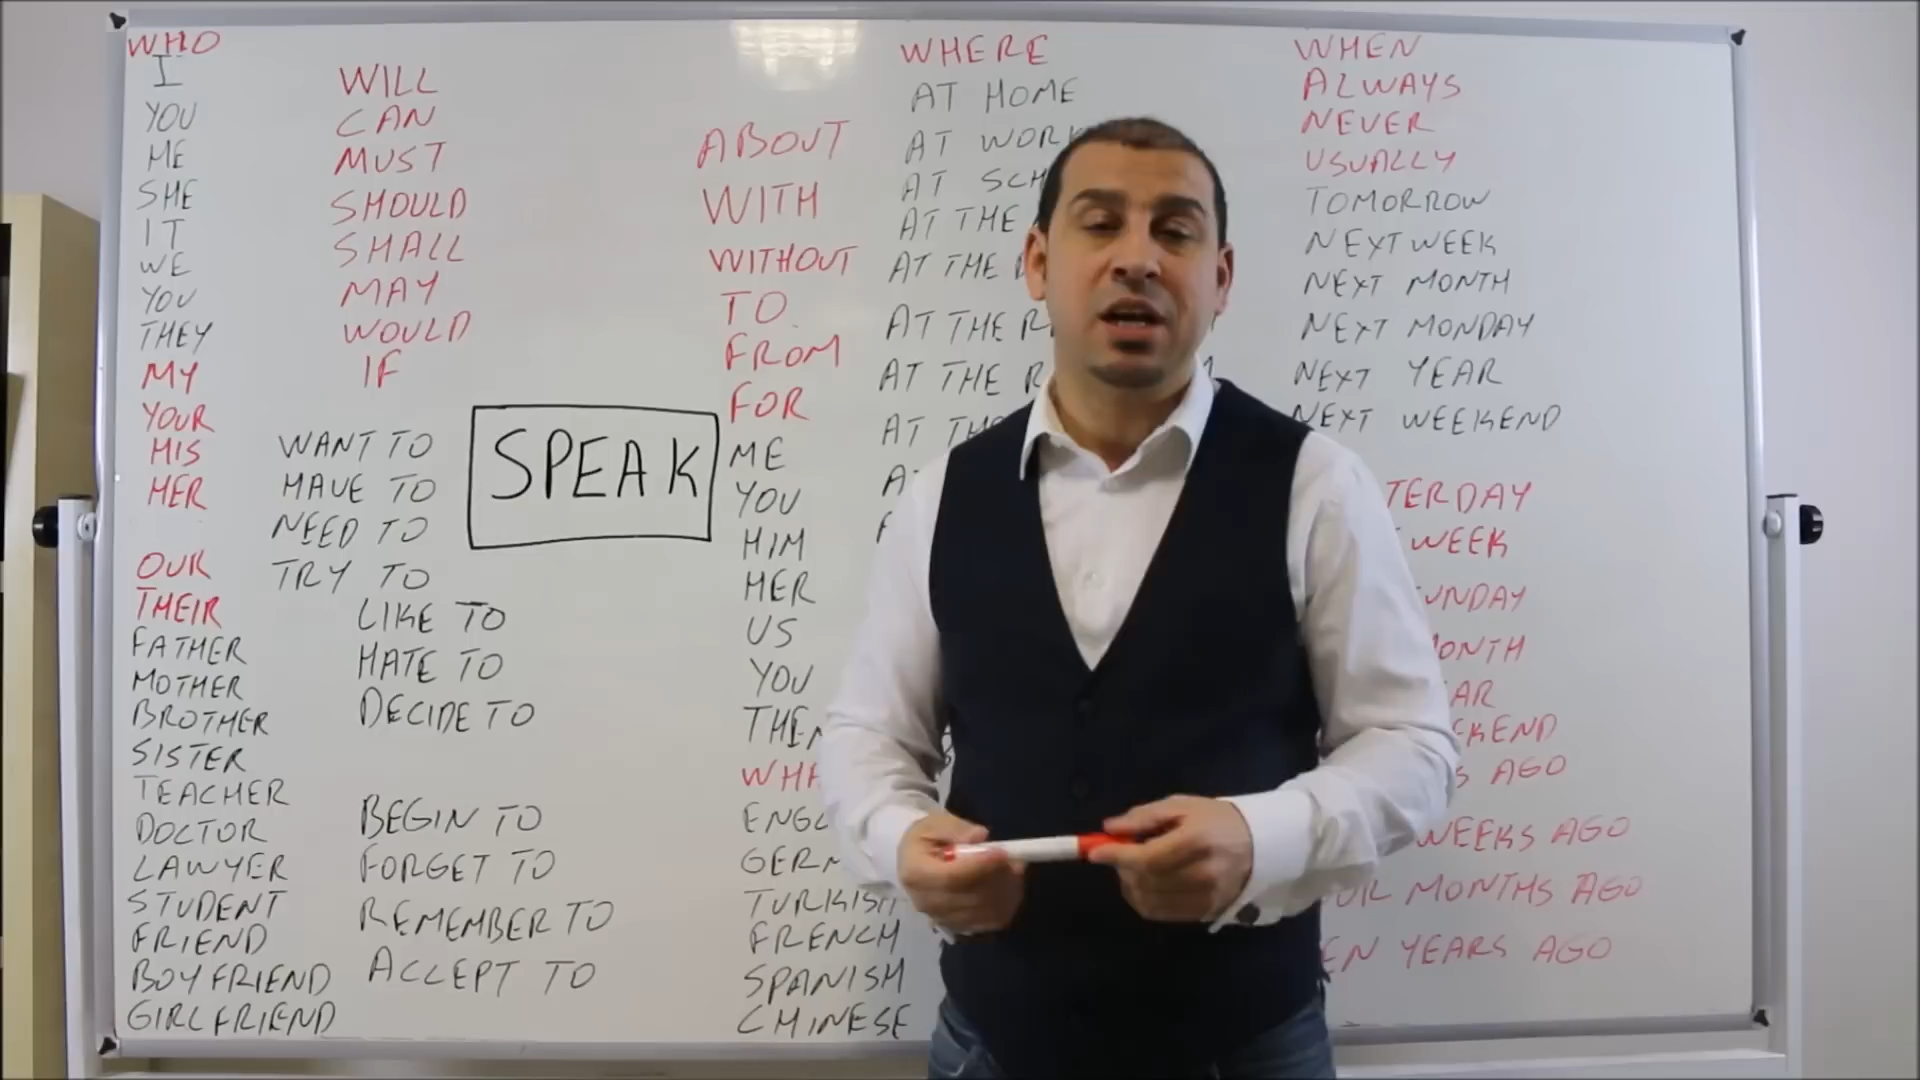 WHO
I
YOU
ME
SHE
IT
WE
YOU
THEY
MY
YOUR
HIS
HER
OUR
THEIR
FATHER
MOTHER
BROTHER
SISTER
TEACHER
DOCTOR
LAWYER
STUDENT
FRIEND
BOYFRIEND
GIRLFRIEND
WILL
CAN
MUST
SHOULD
SHALL
MAY
WOULD
IF
WANT TO
HAVE TO
NEED TO
TRY TO
LIKE TO
HATE TO
DECIDE TO
BEGIN TO
FORGET TO
REMEMBER TO
ACCEPT TO
SPEAK
ABOUT
WITH
WITHOUT
TO
FROM
FOR
ME
YOU
HIM
HER
US
YOU
TURKISH
FRENCH
SPANISH
CHINESE
WHERE
AT HOME
AT WORK
AT
AT THE
AT THE
AT THE
AT THE
AT
WHEN
ALWAYS
NEVER
USUALLY
TOMORROW
NEXT WEEK
NEXT MONTH
NEXT MONDAY
NEXT YEAR
NEXT WEEKEND
WEEK
AGO
WEEKS AGO
MONTHS AGO
YEARS AGO